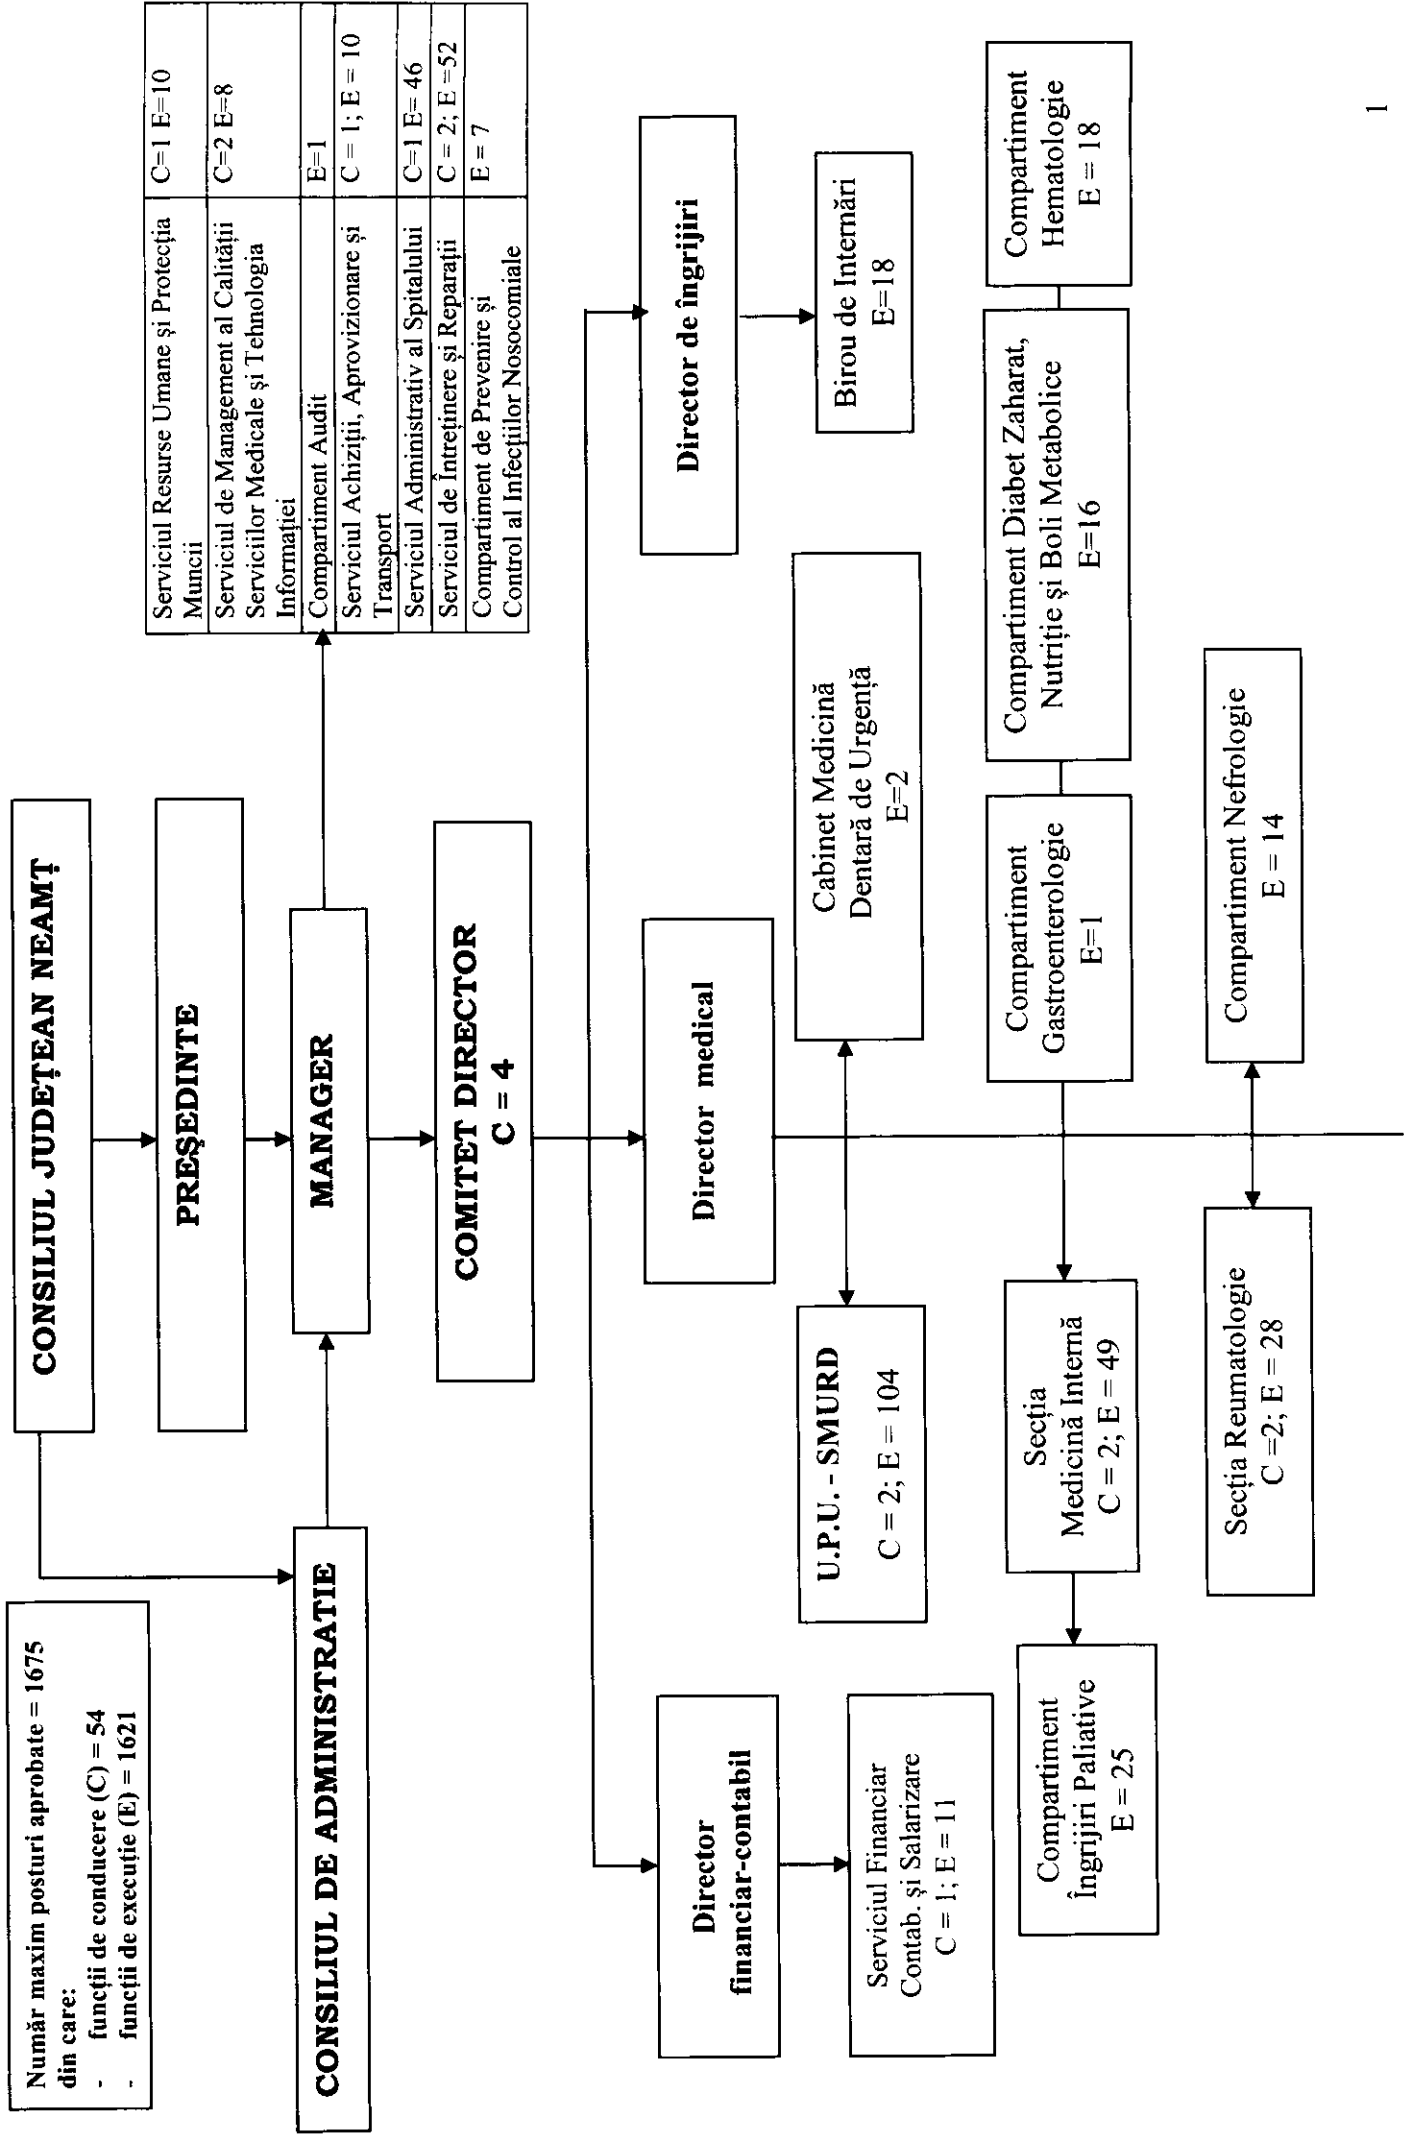 Număr maxim posturi aprobate = 1675
din care:
- funcții de conducere (C) = 54
- funcții de execuție (E) = 1621
CONSILIUL JUDEȚEAN NEAMȚ
PREȘEDINTE
CONSILIUL DE ADMINISTRATIE
MANAGER
Serviciul Resurse Umane și Protecția
Muncii
C=1 E=10
Serviciul de Management al Calității
Serviciilor Medicale și Tehnologia
Informației
C=2 E=8
Compartiment Audit
E=1
Serviciul Achiziții, Aprovizionare și
Transport
C = 1; E = 10
Serviciul Administrativ al Spitalului
C=1 E= 46
Serviciul de Întreținere și Reparații
C = 2; E =52
Compartiment de Prevenire și
Control al Infecțiilor Nosocomiale
E = 7
COMITET DIRECTOR
C = 4
Director
financiar-contabil
Director medical
Director de îngrijiri
Serviciul Financiar
Contab. și Salarizare
C = 1; E = 11
U.P.U. - SMURD
C = 2; E = 104
Cabinet Medicină
Dentară de Urgență
E=2
Birou de Internări
E=18
Compartiment
Îngrijiri Paliative
E = 25
Secția
Medicină Internă
C = 2; E = 49
Compartiment
Gastroenterologie
E=1
Compartiment Diabet Zaharat,
Nutriție și Boli Metabolice
E=16
Compartiment
Hematologie
E = 18
Secția Reumatologie
C =2; E = 28
Compartiment Nefrologie
E = 14
1